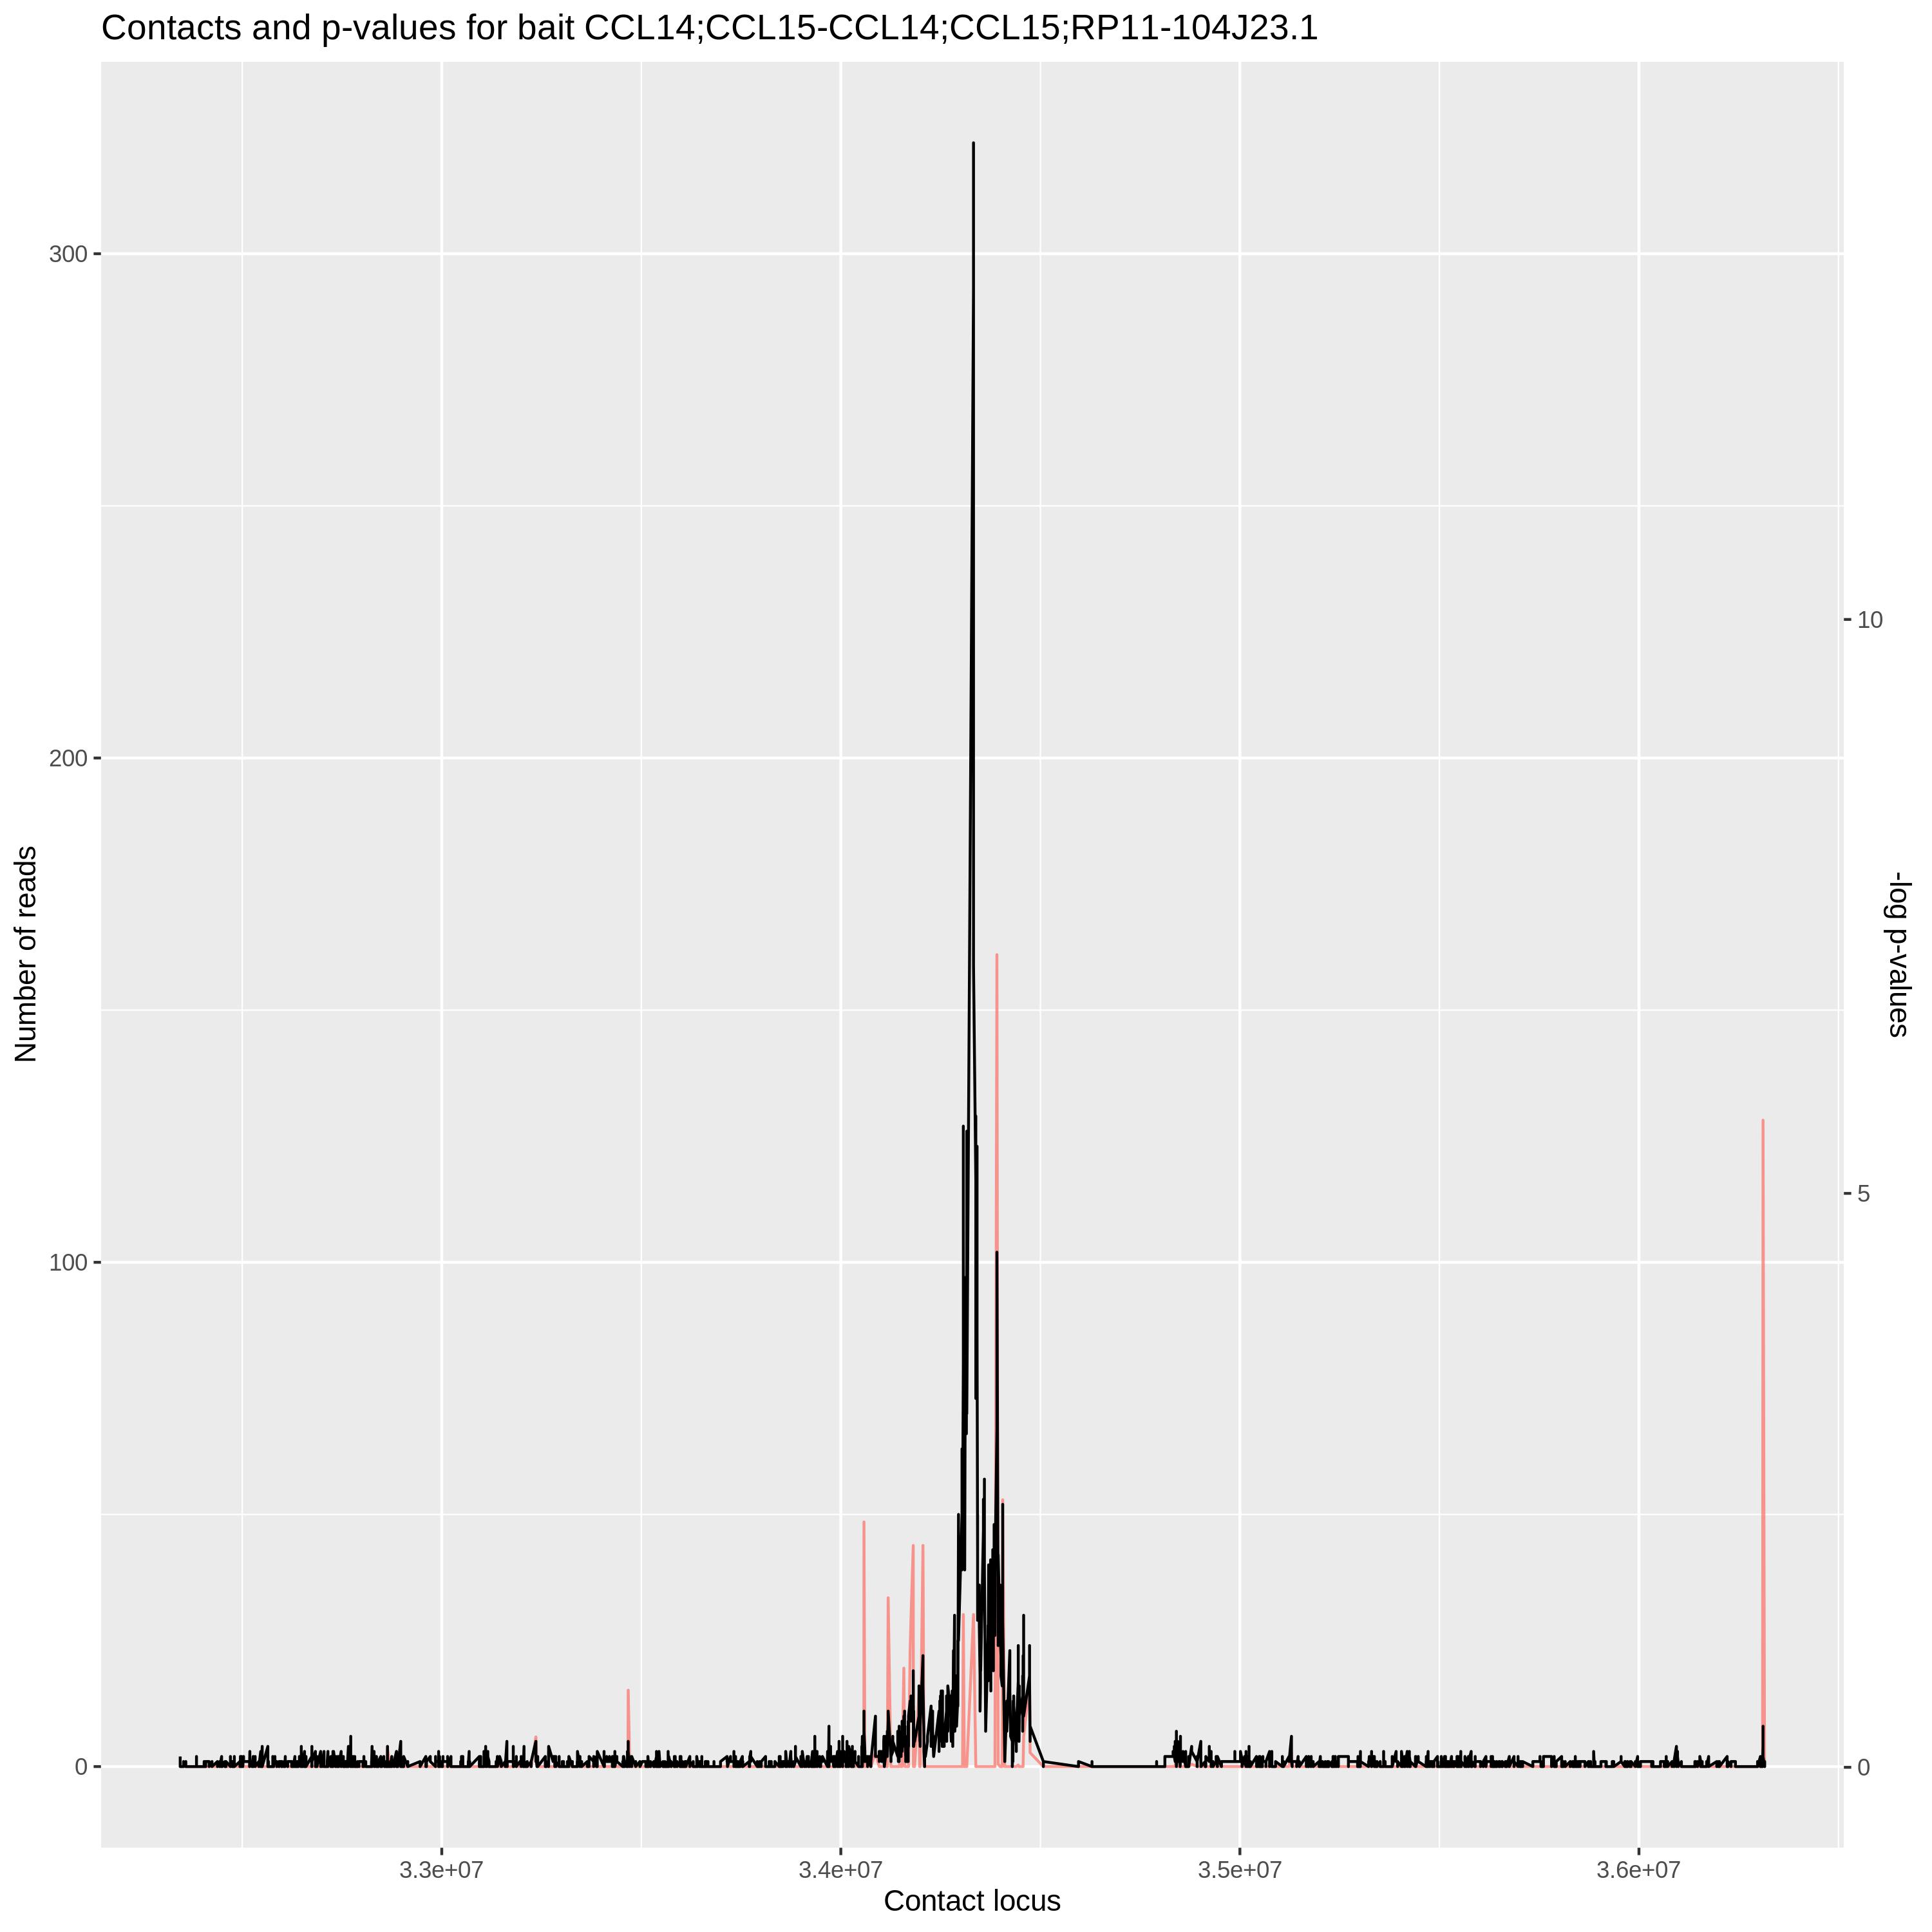 Contacts and p-values for bait CCL14;CCL15-CCL14;CCL15;RP11-104J23.1
300
200
100
0
Number of reads
10
5
0
-log p-values
3.3e+07
3.4e+07
3.5e+07
3.6e+07
Contact locus